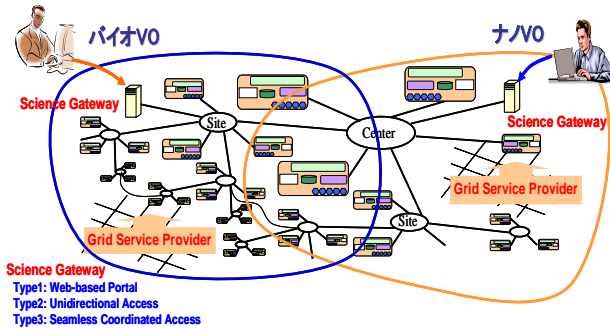 バイオVO
ナノVO
Science Gateway
Science Gateway
Site
Center
Site
Grid Service Provider
Grid Service Provider
Science Gateway
Type1: Web-based Portal
Type2: Unidirectional Access
Type3: Seamless Coordinated Access